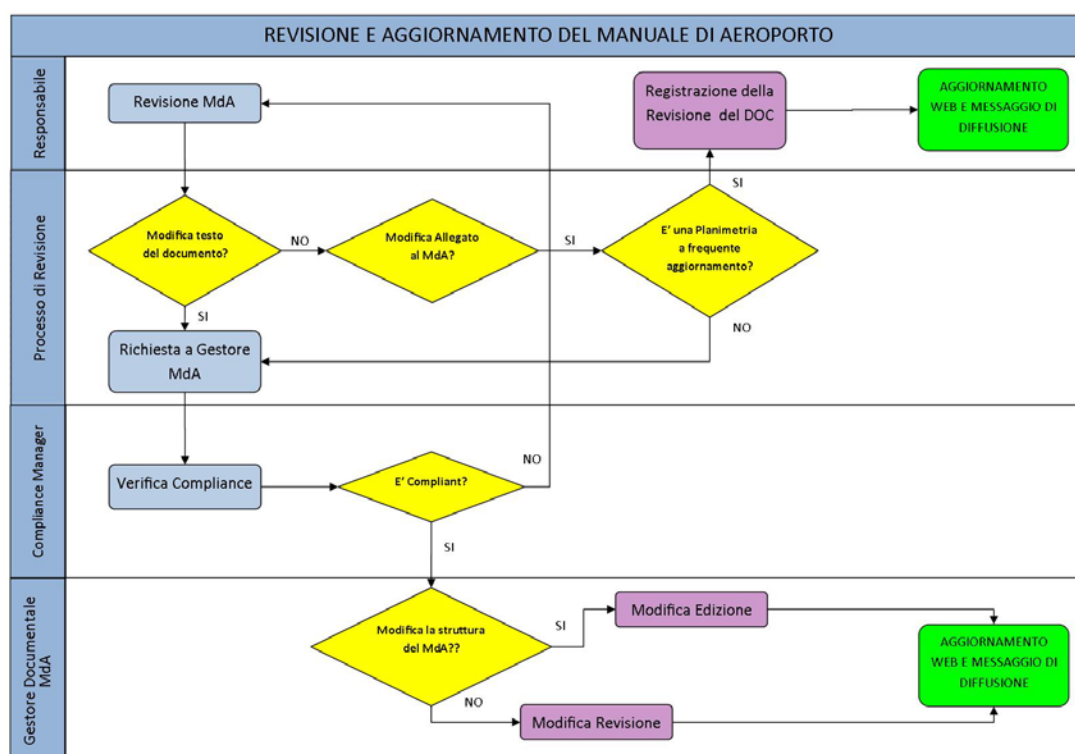 REVISIONE E AGGIORNAMENTO DEL MANUALE DI AEROPORTO
Responsabile
Revisione MdA
Registrazione della
Revisione del DOC
AGGIORNAMENTO
WEB E MESSAGGIO DI
DIFFUSIONE
Processo di Revisione
Modifica testo
del documento?
NO
Modifica Allegato
al MdA?
SI
E' una Planimetria
a frequente
aggiornamento?
SI
NO
SI
Richiesta a Gestore
MdA
Compliance Manager
Verifica Compliance
E' Compliant?
NO
SI
Gestore Documentale
MdA
Modifica la struttura
del MdA??
SI
Modifica Edizione
NO
Modifica Revisione
AGGIORNAMENTO
WEB E MESSAGGIO DI
DIFFUSIONE